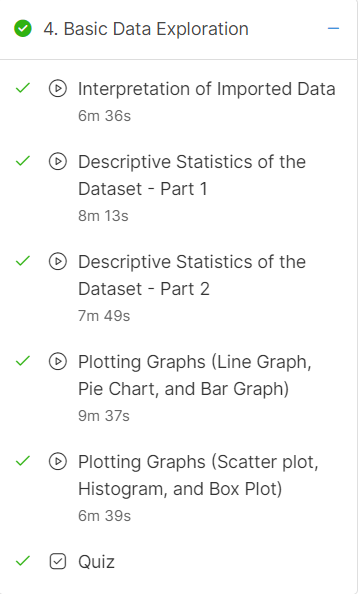 4. Basic Data Exploration
Interpretation of Imported Data
6m 36s
Descriptive Statistics of the
Dataset - Part 1
8m 13s
Descriptive Statistics of the
Dataset - Part 2
7m 49s
Plotting Graphs (Line Graph,
Pie Chart, and Bar Graph)
9m 37s
Plotting Graphs (Scatter plot,
Histogram, and Box Plot)
6m 39s
Quiz